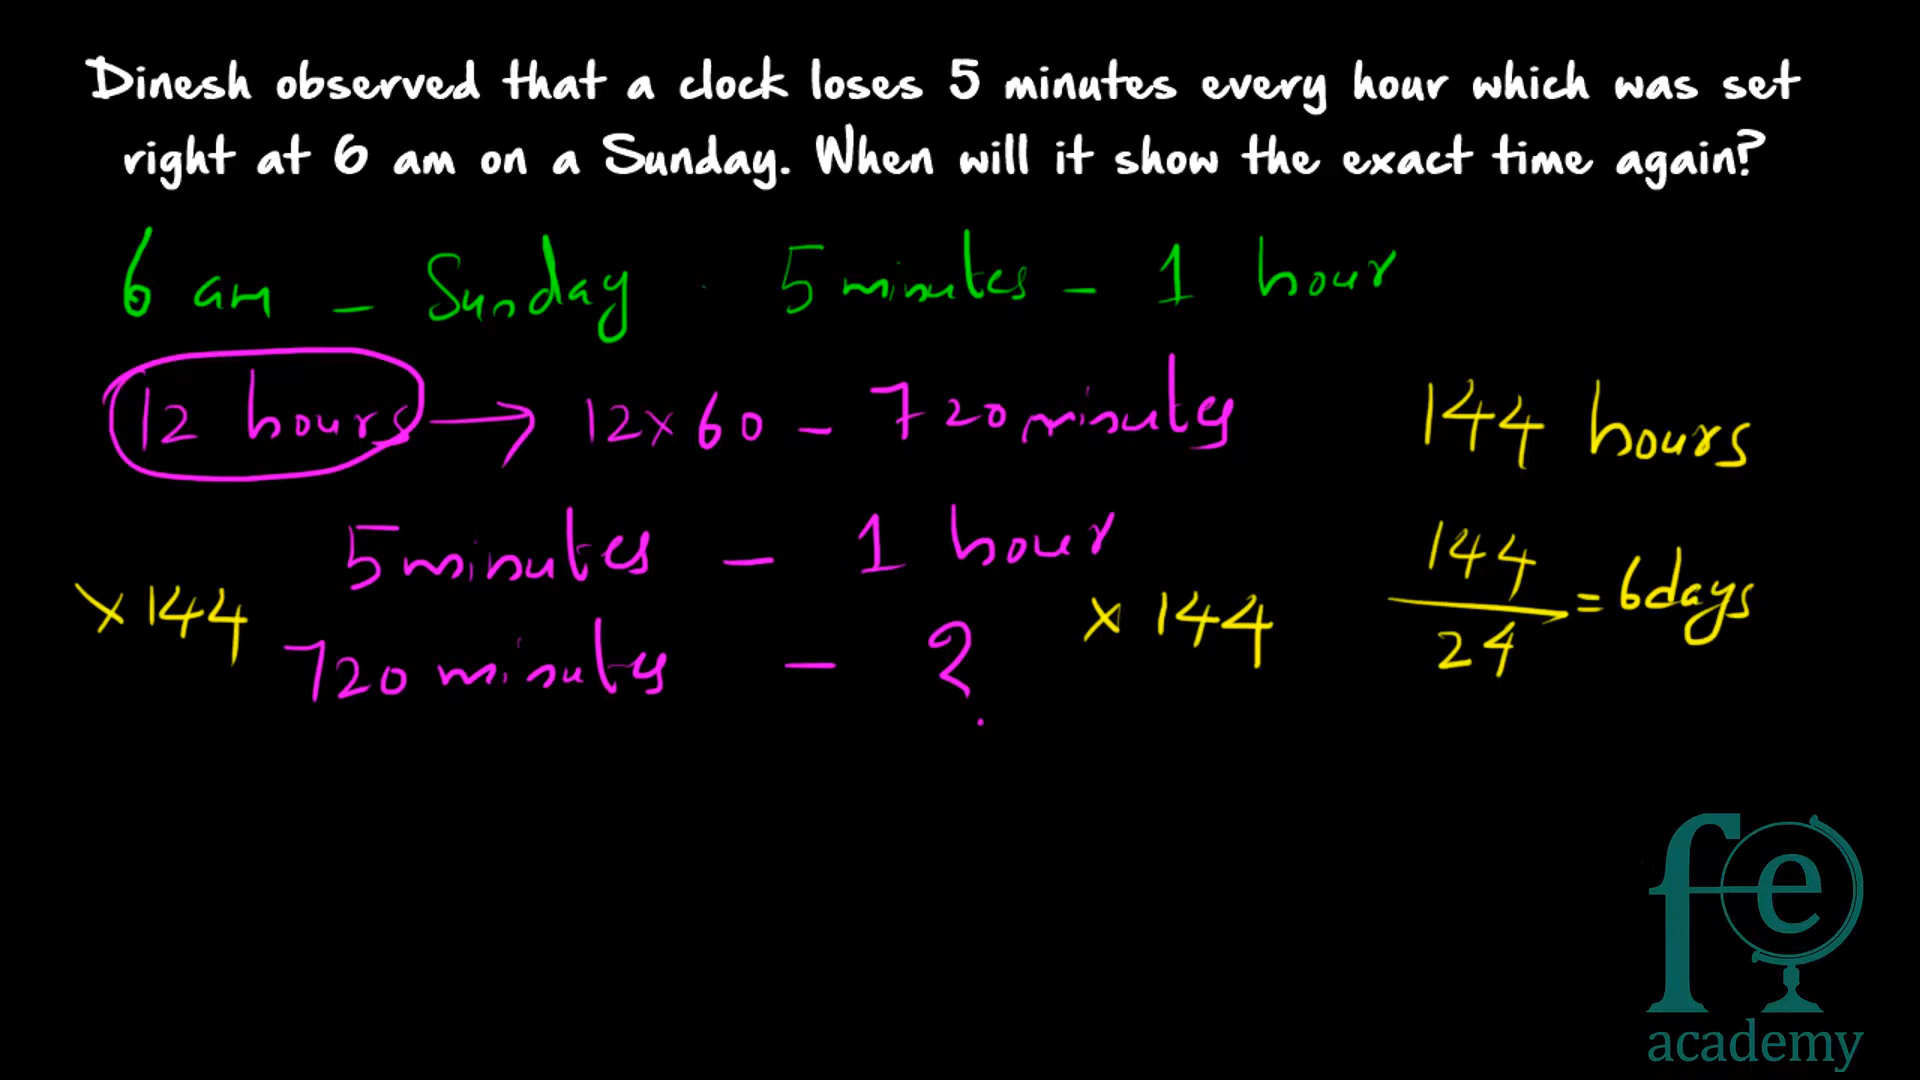 Dinesh observed that a clock loses 5 minutes every hour which was set
right at 6 am on a Sunday. When will it show the exact time again?
6 am - Sunday . 5 minutes - 1 hour
12 hours → 12 x 60 - 720 minutes
144 hours
5 minutes - 1 hour
x 144 x 144
720 minutes - ?
144
24
= 6 days
fe
academy